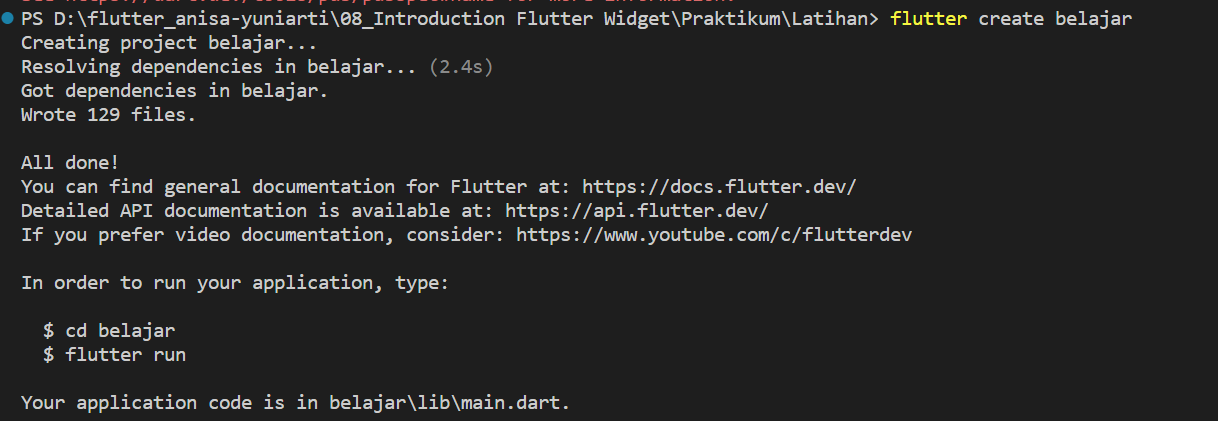 PS D:\flutter_anisa-yuniarti\08_Introduction Flutter Widget\Praktikum\Latihan> flutter create belajar
Creating project belajar...
Resolving dependencies in belajar... (2.4s)
Got dependencies in belajar.
Wrote 129 files.
All done!
You can find general documentation for Flutter at: https://docs.flutter.dev/
Detailed API documentation is available at: https://api.flutter.dev/
If you prefer video documentation, consider: https://www.youtube.com/c/flutterdev
In order to run your application, type:
$ cd belajar
$ flutter run
Your application code is in belajar\lib\main.dart.